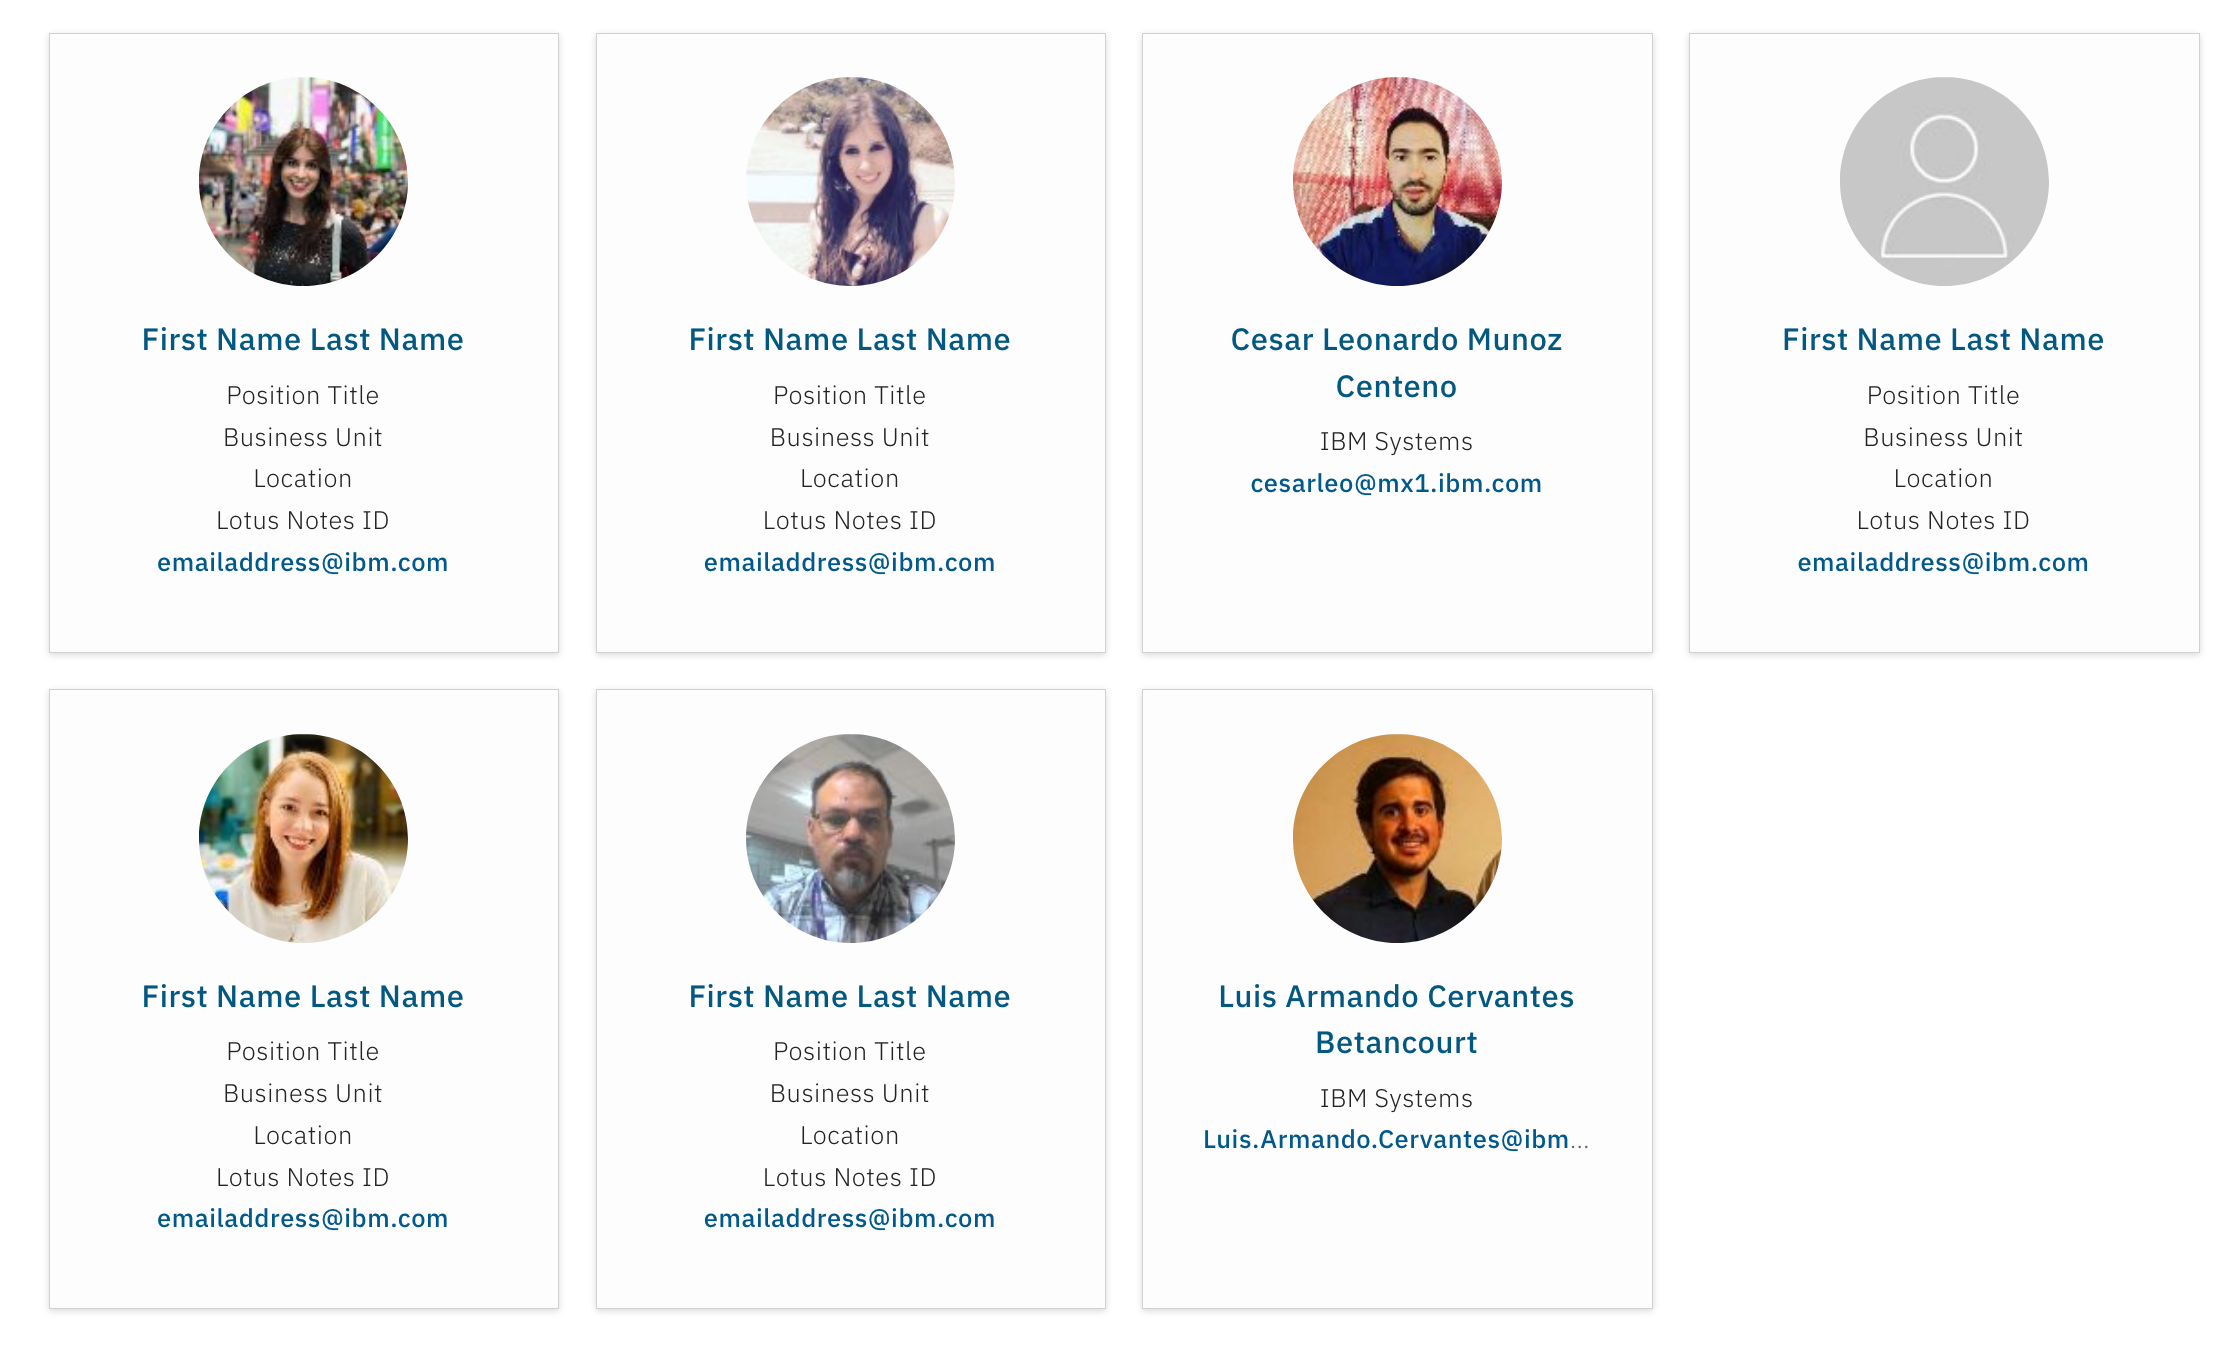 First Name Last Name
Position Title
Business Unit
Location
Lotus Notes ID
emailaddress@ibm.com
First Name Last Name
Position Title
Business Unit
Location
Lotus Notes ID
emailaddress@ibm.com
Cesar Leonardo Munoz
Centeno
IBM Systems
cesarleo@mx1.ibm.com
First Name Last Name
Position Title
Business Unit
Location
Lotus Notes ID
emailaddress@ibm.com
First Name Last Name
Position Title
Business Unit
Location
Lotus Notes ID
emailaddress@ibm.com
First Name Last Name
Position Title
Business Unit
Location
Lotus Notes ID
emailaddress@ibm.com
Luis Armando Cervantes
Betancourt
IBM Systems
Luis.Armando.Cervantes@ibm...